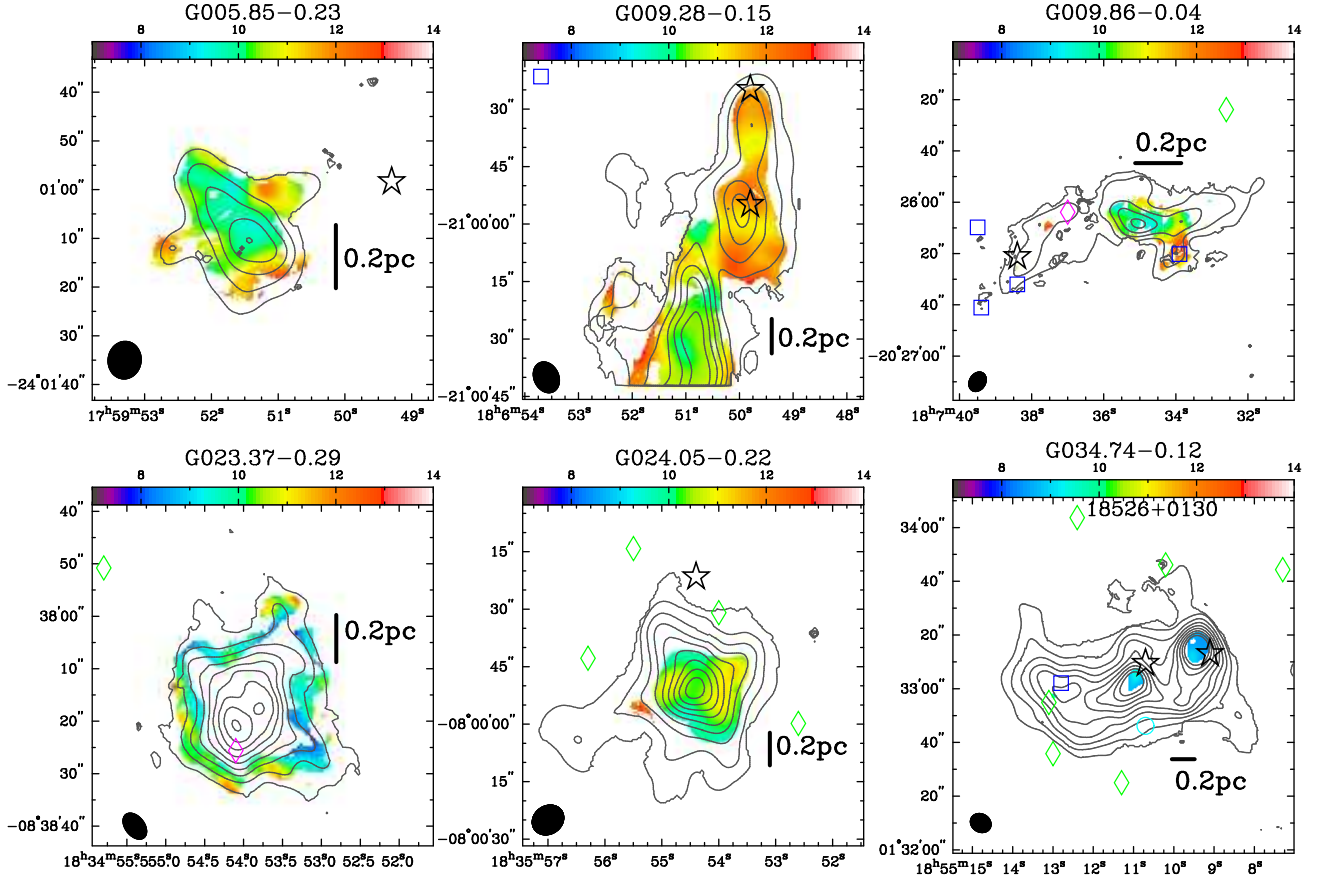 G005.85−0.23
8 10 12 14
40"
50"
01'00"
10"
20"
30"
−24°01'40"
0.2pc
17ʰ59ᵐ53ˢ 52ˢ 51ˢ 50ˢ 49ˢ
G009.28−0.15
8 10 12 14
30"
45"
−21°00'00"
15"
30"
−21°00'45"
0.2pc
18ʰ6ᵐ54ˢ 53ˢ 52ˢ 51ˢ 50ˢ 49ˢ 48ˢ
G009.86−0.04
8 10 12 14
20"
40"
26'00"
20"
40"
−20°27'00"
0.2pc
18ʰ7ᵐ40ˢ 38ˢ 36ˢ 34ˢ 32ˢ
G023.37−0.29
8 10 12 14
40"
50"
38'00"
10"
20"
30"
−08°38'40"
0.2pc
18ʰ34ᵐ55ˢ.5 55ˢ.0 54ˢ.5 54ˢ.0 53ˢ.5 53ˢ.0 52ˢ.5 52ˢ.0
G024.05−0.22
8 10 12 14
15"
30"
45"
−08°00'00"
15"
−08°00'30"
0.2pc
18ʰ35ᵐ57ˢ 56ˢ 55ˢ 54ˢ 53ˢ 52ˢ
G034.74−0.12
8 10 12 14
18526+0130
34'00"
40"
20"
33'00"
40"
20"
01°32'00"
0.2pc
18ʰ55ᵐ15ˢ 14ˢ 13ˢ 12ˢ 11ˢ 10ˢ 9ˢ 8ˢ